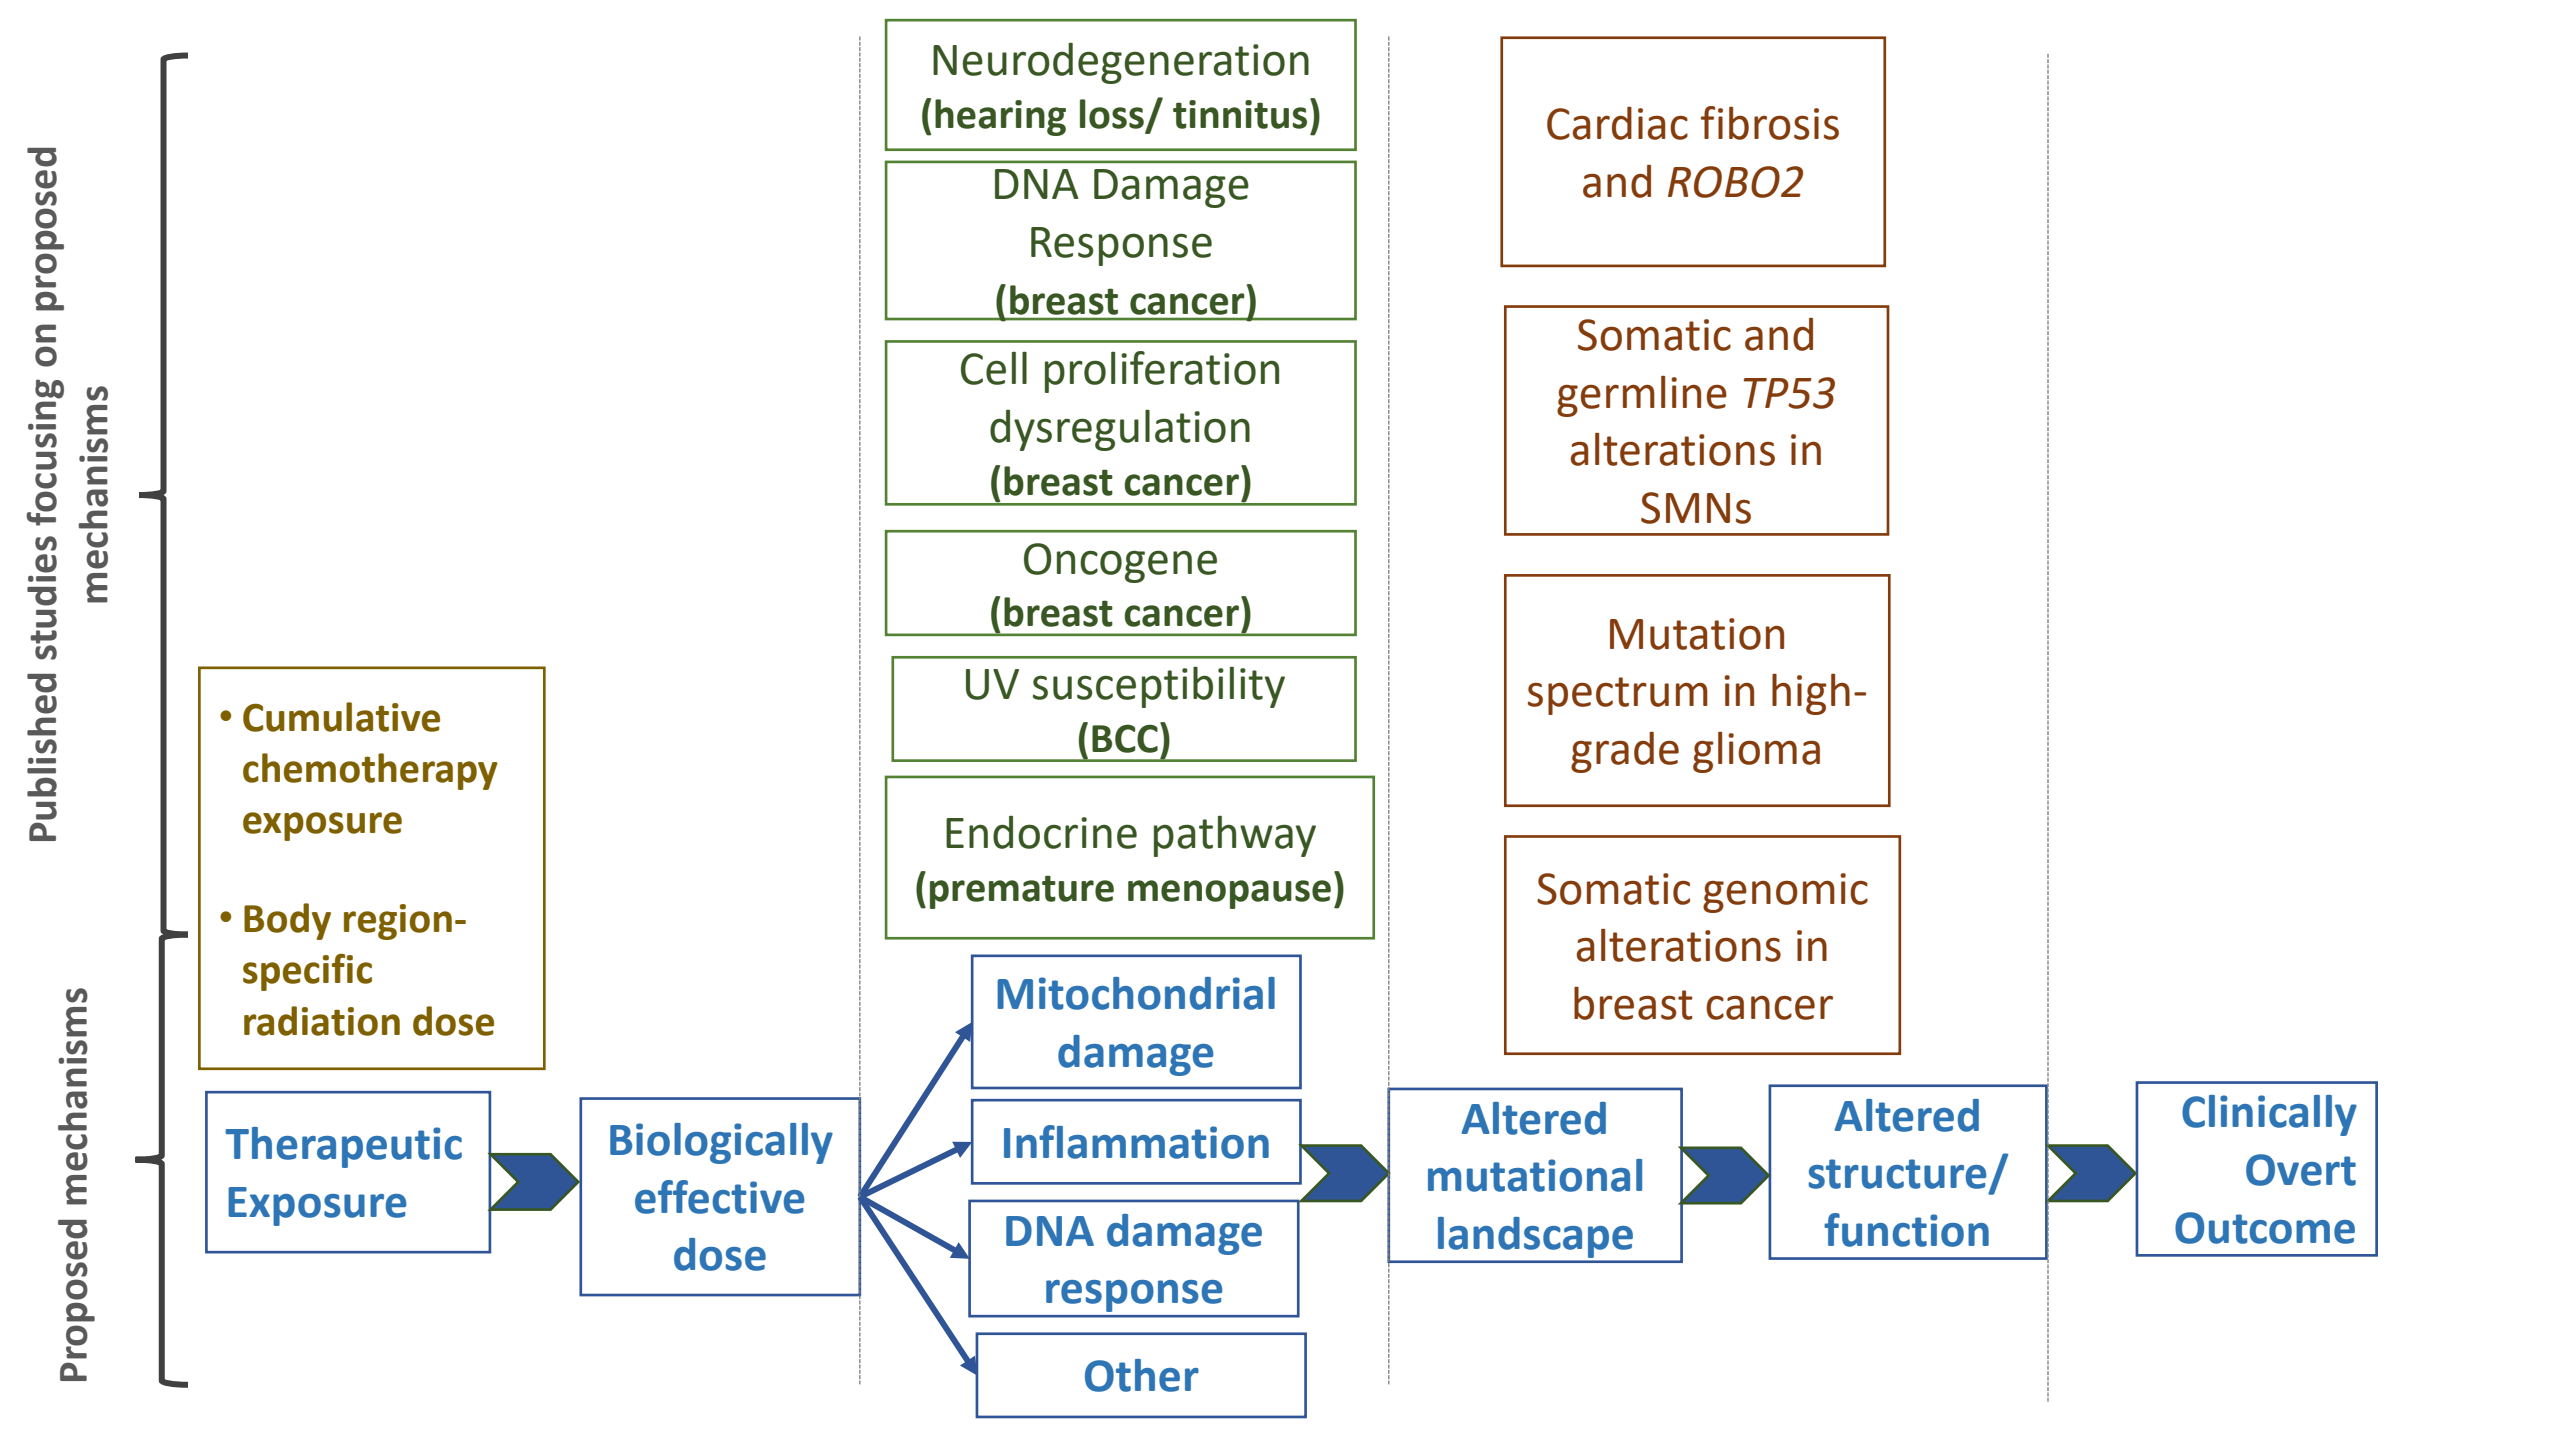 Published studies focusing on proposed
mechanisms
Proposed mechanisms
• Cumulative
chemotherapy
exposure
• Body region-
specific
radiation dose
Therapeutic
Exposure
Biologically
effective
dose
Neurodegeneration
(hearing loss/ tinnitus)
DNA Damage
Response
(breast cancer)
Cell proliferation
dysregulation
(breast cancer)
Oncogene
(breast cancer)
UV susceptibility
(BCC)
Endocrine pathway
(premature menopause)
Mitochondrial
damage
Inflammation
DNA damage
response
Other
Cardiac fibrosis
and ROBO2
Somatic and
germline TP53
alterations in
SMNs
Mutation
spectrum in high-
grade glioma
Somatic genomic
alterations in
breast cancer
Altered
mutational
landscape
Altered
structure/
function
Clinically
Overt
Outcome